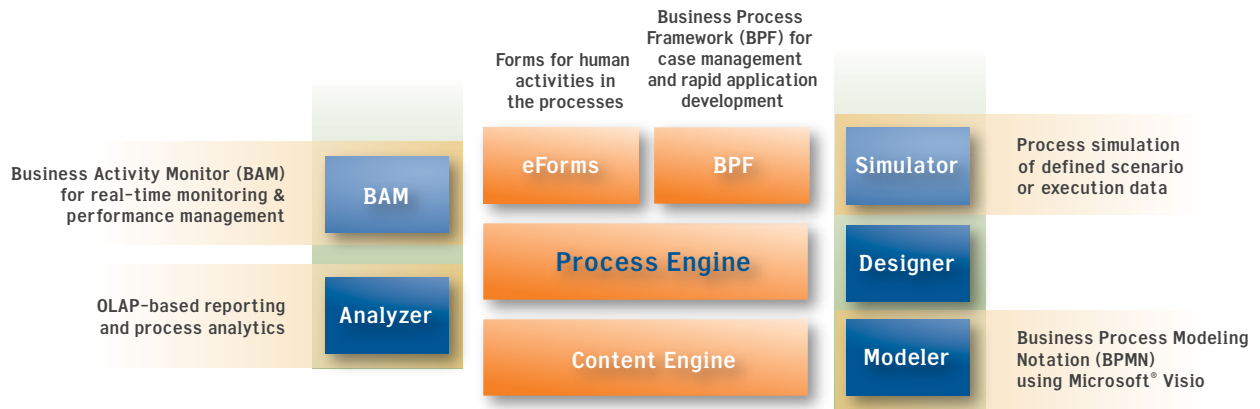 Business Process
Framework (BPF) for
case management
and rapid application
development
Forms for human
activities in
the processes
Business Activity Monitor (BAM)
for real-time monitoring &
performance management
BAM
eForms
BPF
Simulator
Process simulation
of defined scenario
or execution data
Process Engine
Designer
OLAP-based reporting
and process analytics
Analyzer
Content Engine
Modeler
Business Process Modeling
Notation (BPMN)
using Microsoft® Visio